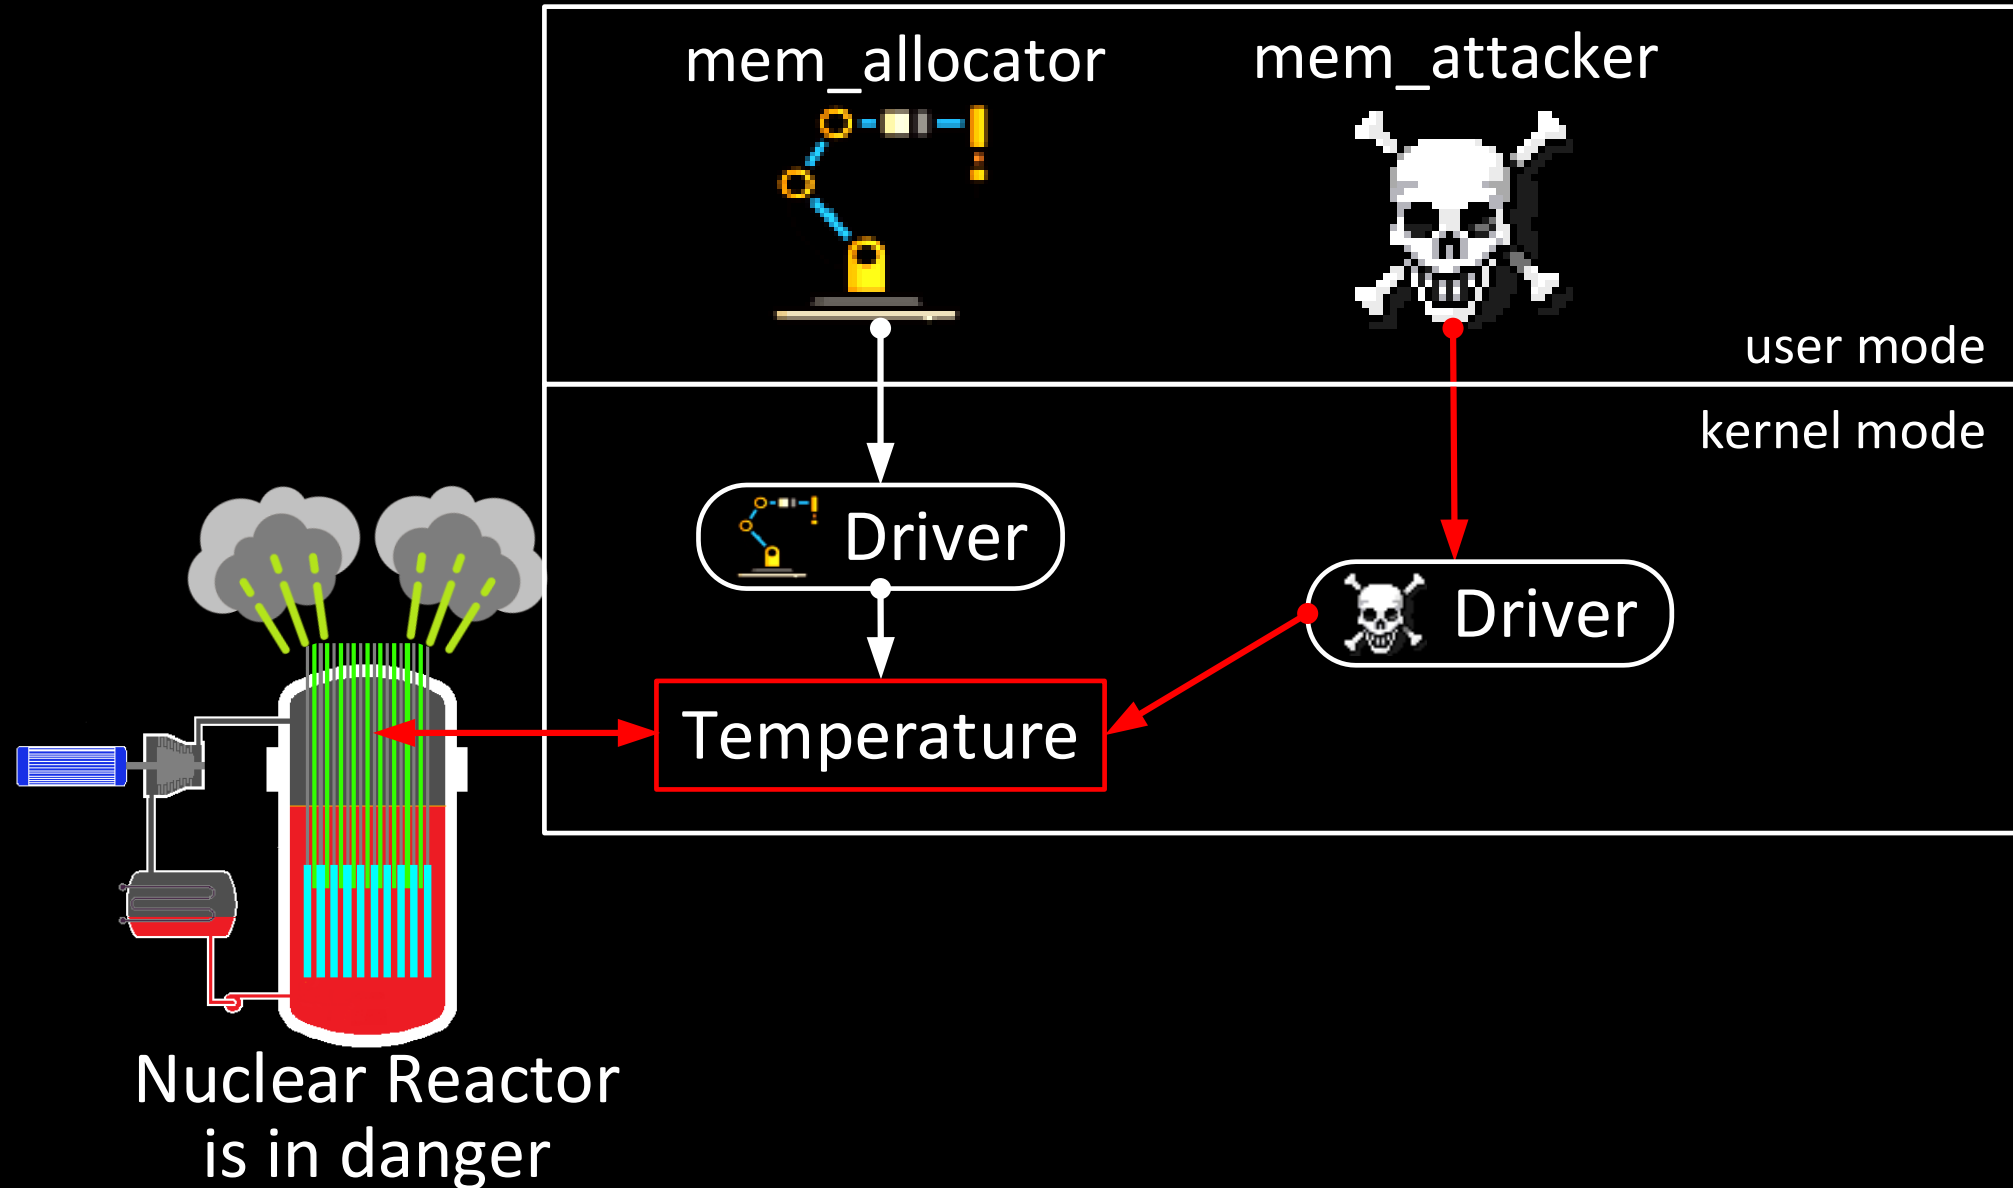 mem_allocator
mem_attacker
user mode
kernel mode
Driver
Driver
Temperature
Nuclear Reactor
is in danger